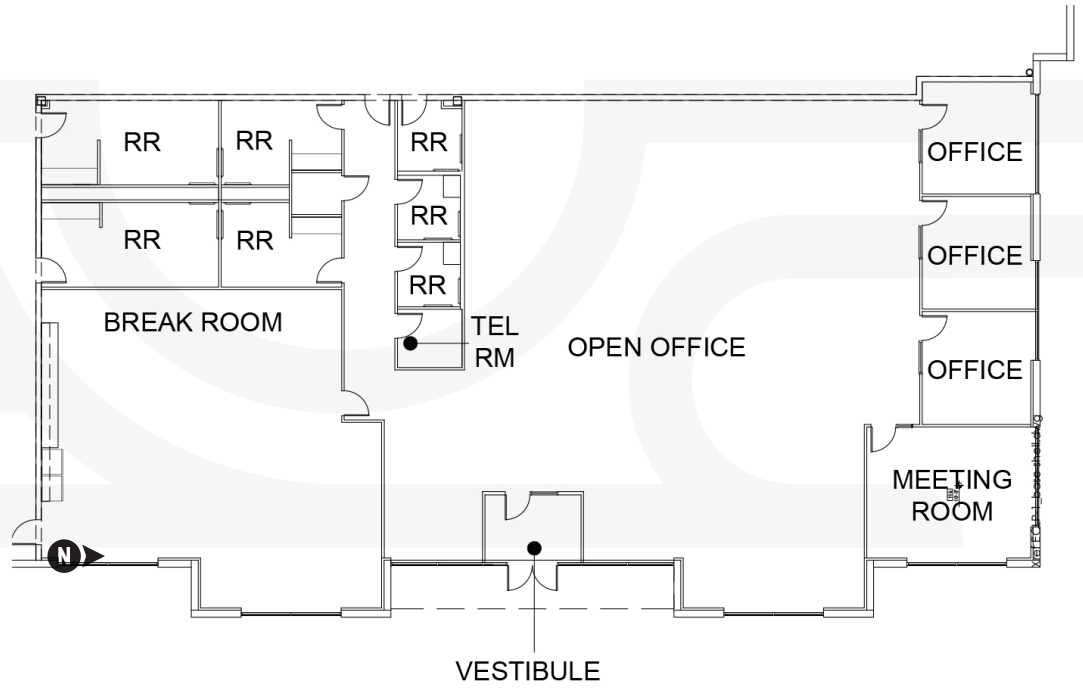 RR
RR
RR
OFFICE
RR
RR
RR
OFFICE
RR
BREAK ROOM
TEL
RM
OPEN OFFICE
OFFICE
MEETING
ROOM
N
VESTIBULE